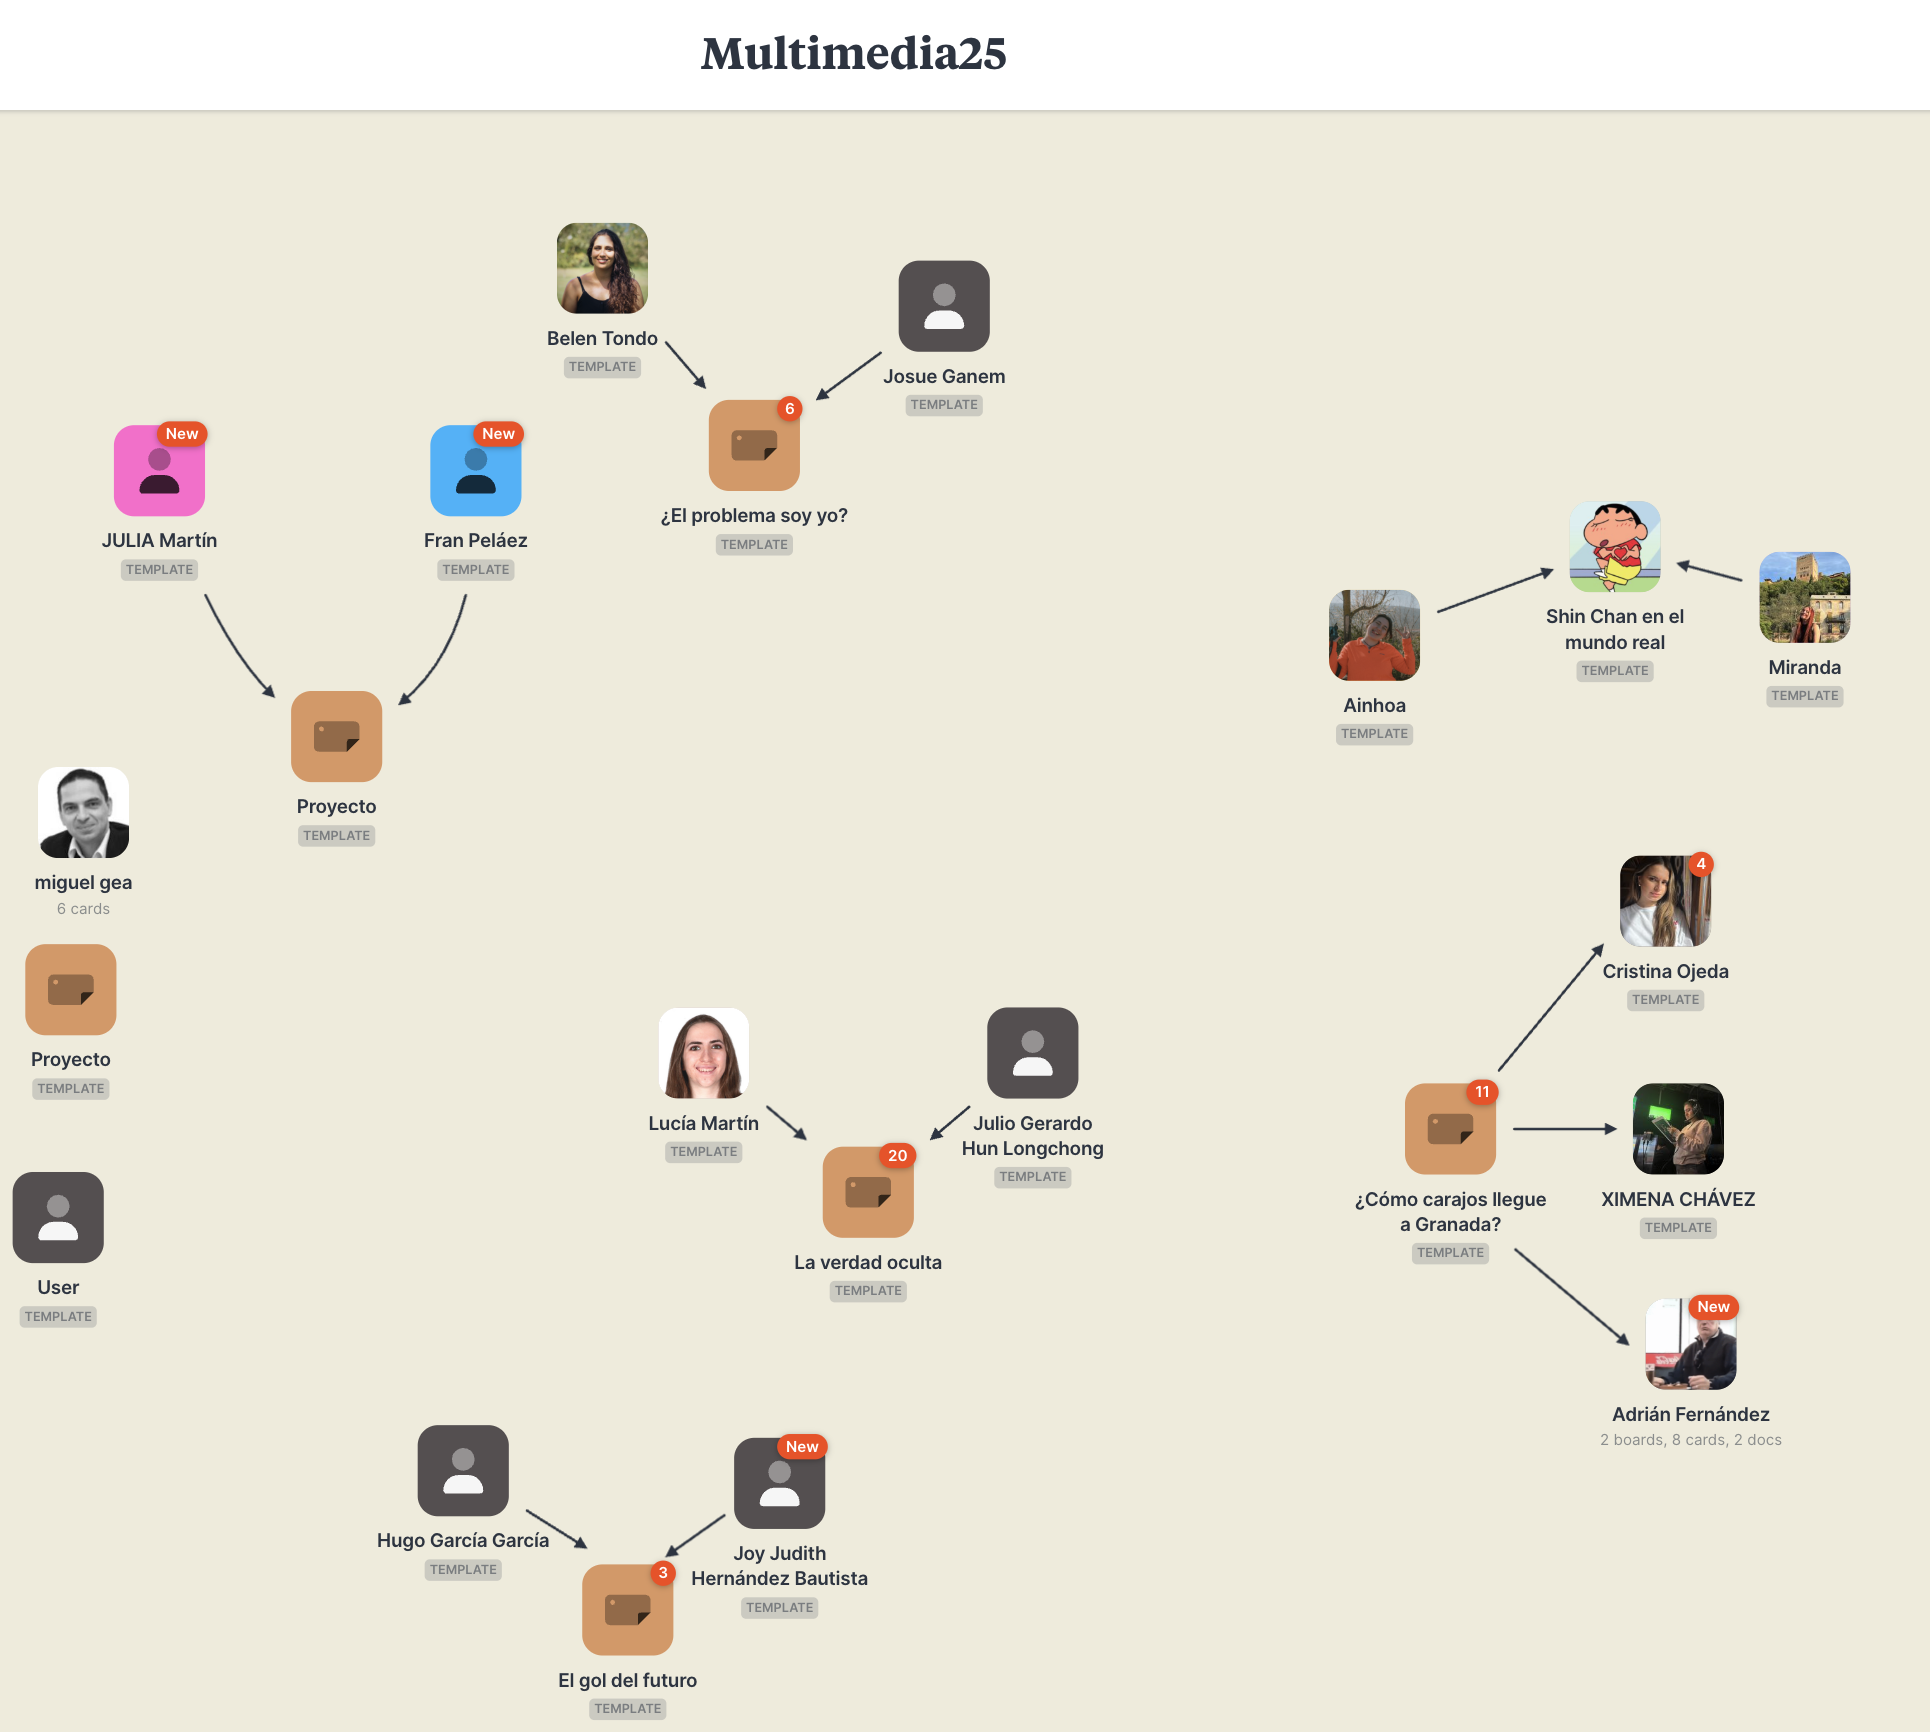 Multimedia25
Belen Tondo
TEMPLATE
Josue Ganem
TEMPLATE
6
¿El problema soy yo?
TEMPLATE
New
JULIA Martín
TEMPLATE
New
Fran Peláez
TEMPLATE
Proyecto
TEMPLATE
Shin Chan en el
mundo real
TEMPLATE
Ainhoa
TEMPLATE
Miranda
TEMPLATE
miguel gea
6 cards
Proyecto
TEMPLATE
User
TEMPLATE
Lucía Martín
TEMPLATE
Julio Gerardo
Hun Longchong
TEMPLATE
20
La verdad oculta
TEMPLATE
4
Cristina Ojeda
TEMPLATE
11
¿Cómo carajos llegue
a Granada?
TEMPLATE
XIMENA CHÁVEZ
TEMPLATE
New
Adrián Fernández
2 boards, 8 cards, 2 docs
Hugo García García
TEMPLATE
New
Joy Judith
Hernández Bautista
TEMPLATE
3
El gol del futuro
TEMPLATE